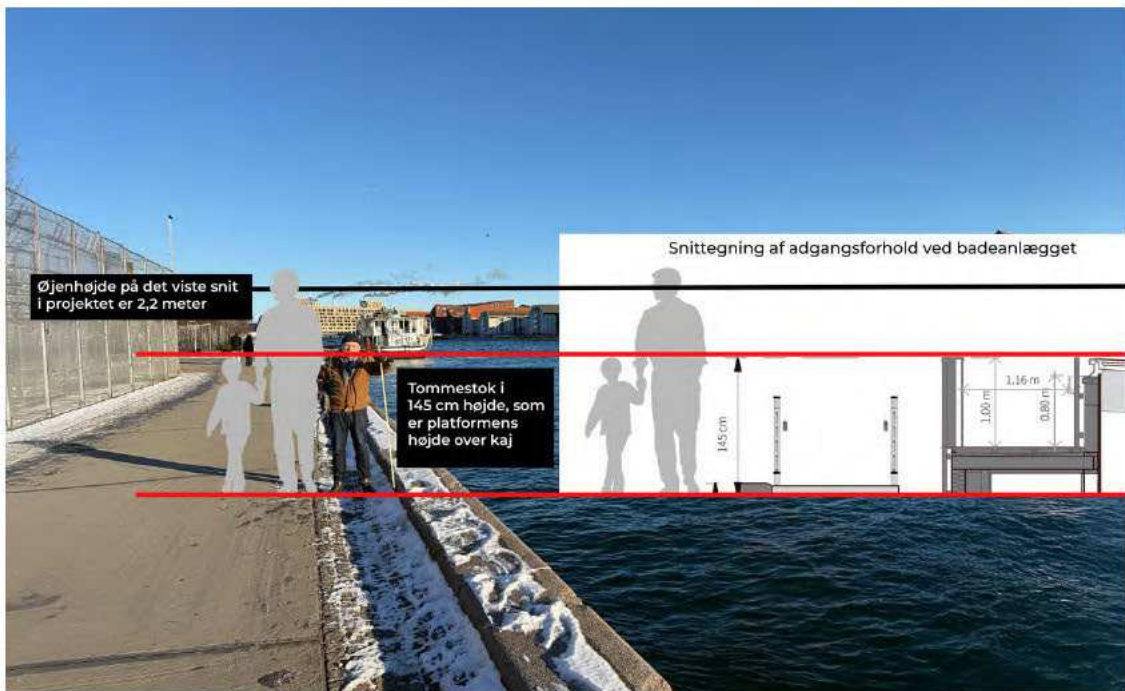 Snittegning af adgangsforhold ved badeanlægget
Øjenhøjde på det viste snit
i projektet er 2,2 meter
Tommestok i
145 cm højde, som
er platformens
højde over kaj
145 cm
1.00 m
1.16 m
0.80 m